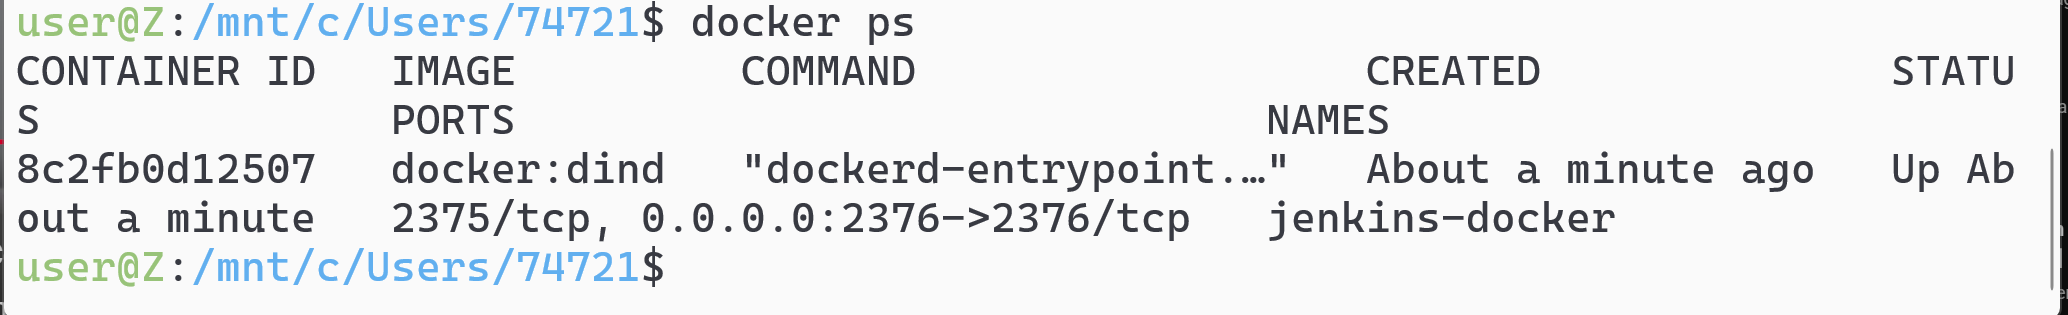 user@Z:/mnt/c/Users/74721$ docker ps
CONTAINER ID   IMAGE         COMMAND                  CREATED              STATU
S              PORTS                              NAMES
8c2fb0d12507   docker:dind   "dockerd-entrypoint.…"   About a minute ago   Up Ab
out a minute   2375/tcp, 0.0.0.0:2376->2376/tcp   jenkins-docker
user@Z:/mnt/c/Users/74721$